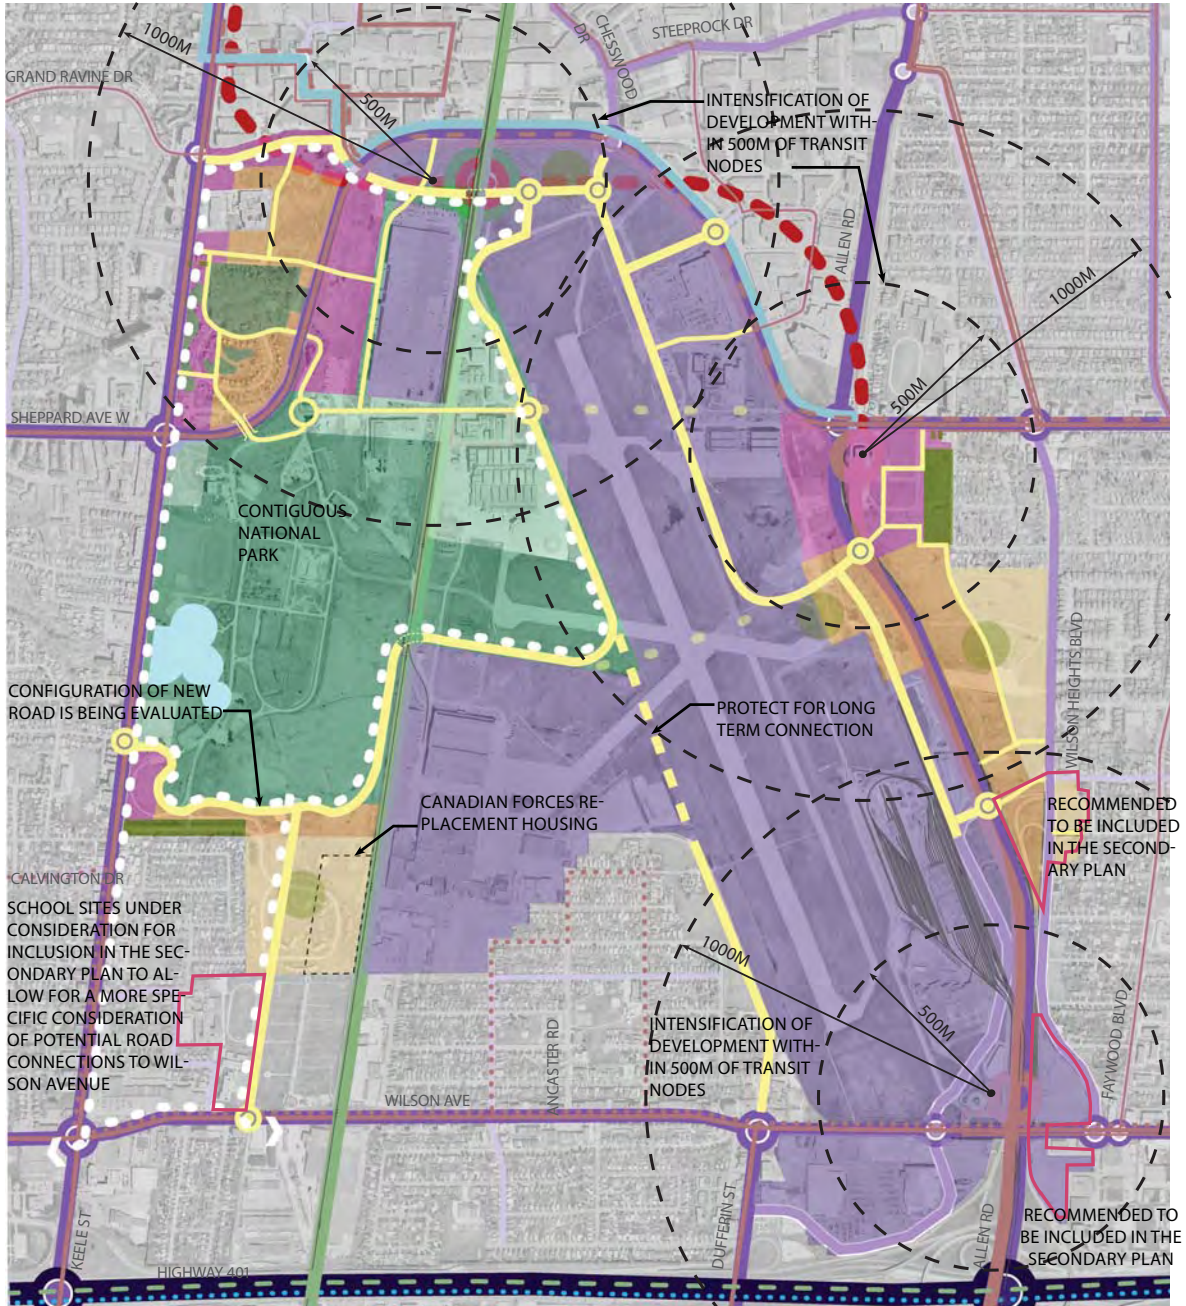 STEEPROCK DR
CHESSWOOD
DR
1000M
GRAND RAVINE DR
500M
INTENSIFICATION OF
DEVELOPMENT WITH-
IN 500M OF TRANSIT
NODES
ALLEN RD
1000M
500M
SHEPPARD AVE W
CONTIGUOUS
NATIONAL
PARK
WILSON HEIGHTS BLVD
CONFIGURATION OF NEW
ROAD IS BEING EVALUATED
PROTECT FOR LONG
TERM CONNECTION
CANADIAN FORCES RE-
PLACEMENT HOUSING
RECOMMENDED
TO BE INCLUDED
IN THE SECOND-
ARY PLAN
CALVINGTON DR
SCHOOL SITES UNDER
CONSIDERATION FOR
INCLUSION IN THE SEC-
ONDARY PLAN TO AL-
LOW FOR A MORE SPE-
CIFIC CONSIDERATION
OF POTENTIAL ROAD
CONNECTIONS TO WIL-
SON AVENUE
1000M
500M
INTENSIFICATION OF
DEVELOPMENT WITH-
IN 500M OF TRANSIT
NODES
ANCASTER RD
FAYWOOD BLVD
WILSON AVE
KEELE ST
DUFFERIN ST
ALLEN RD
RECOMMENDED TO
BE INCLUDED IN THE
SECONDARY PLAN
HIGHWAY 401